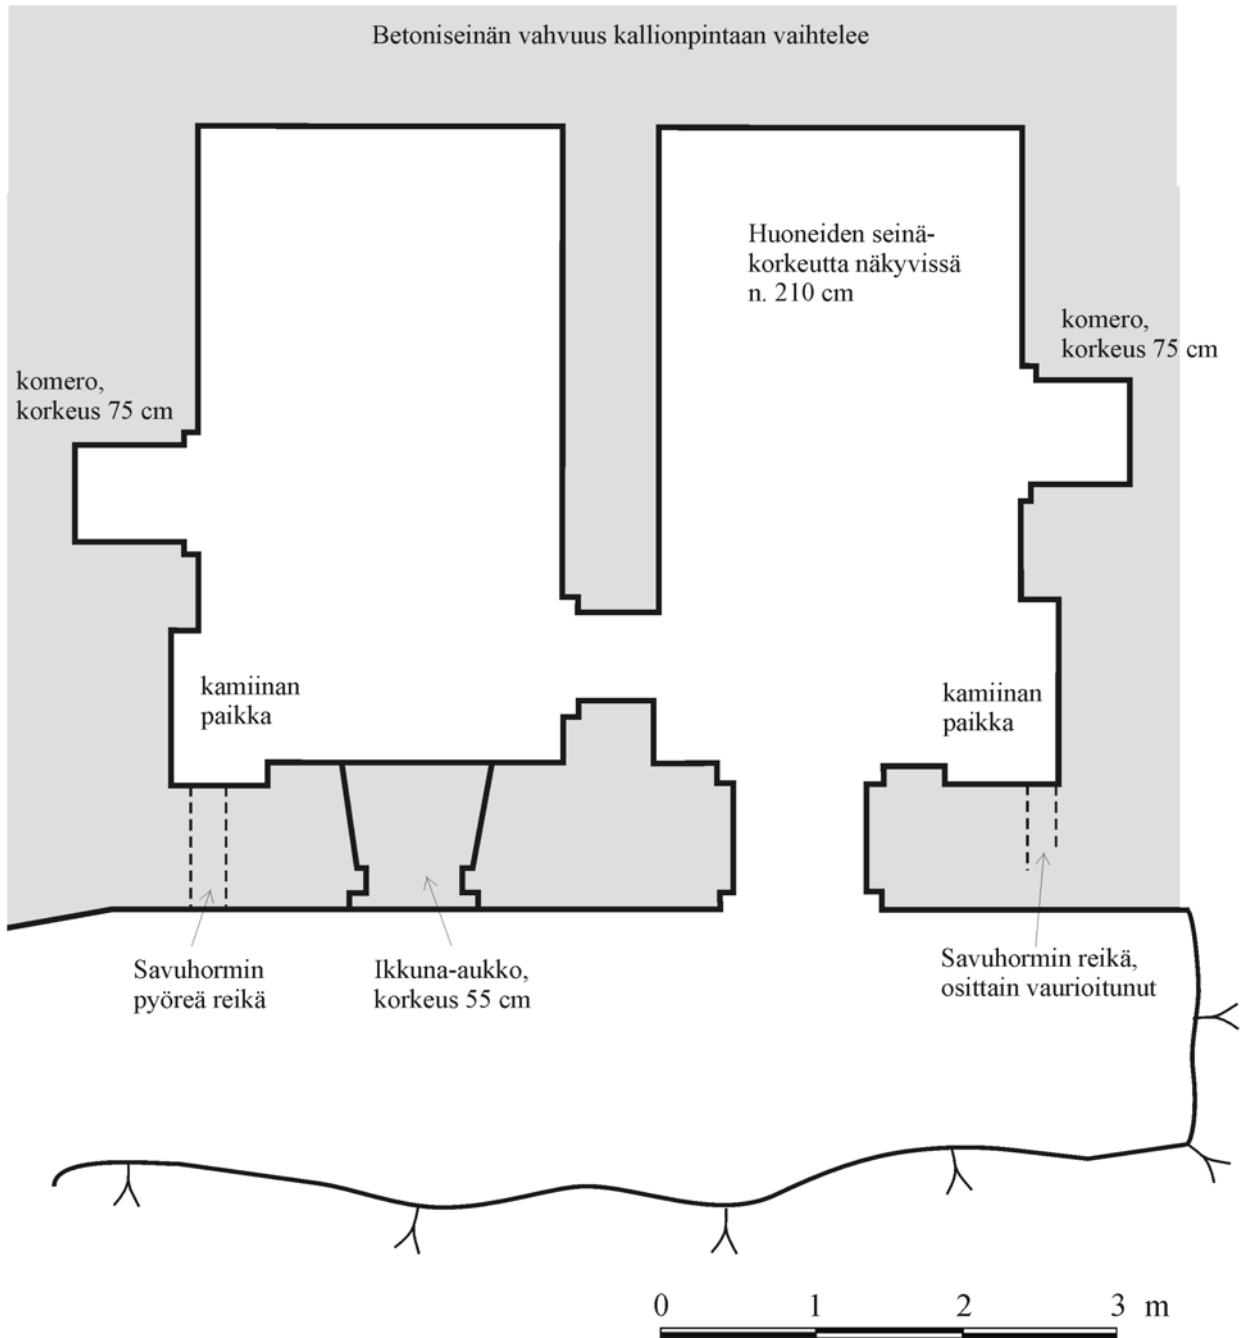 Betoniseinän vahvuus kallionpintaan vaihtelee
Huoneiden seinä-
korkeutta näkyvissä
n. 210 cm
komero,
korkeus 75 cm
komero,
korkeus 75 cm
kamiinan
paikka
kamiinan
paikka
Savuhormin
pyöreä reikä
Ikkuna-aukko,
korkeus 55 cm
Savuhormin reikä,
osittain vaurioitunut
0 1 2 3 m